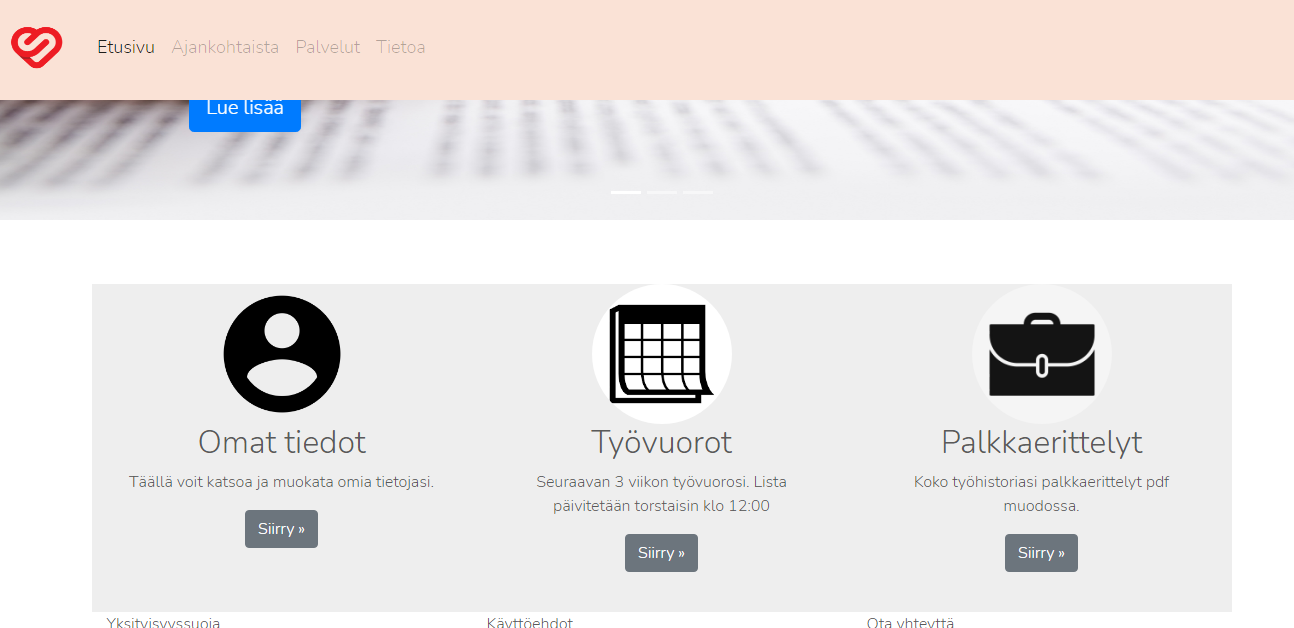 Etusivu Ajankohtaista Palvelut Tietoa
Lue lisää
Omat tiedot
Täällä voit katsoa ja muokata omia tietojasi.
Siirry »
Työvuorot
Seuraavan 3 viikon työvuorosi. Lista
päivitetään torstaisin klo 12:00
Siirry »
Palkkaerittelyt
Koko työhistoriasi palkkaerittelyt pdf
muodossa.
Siirry »
Yksityisyyssuoja
Käyttöehdot
Ota yhteyttä